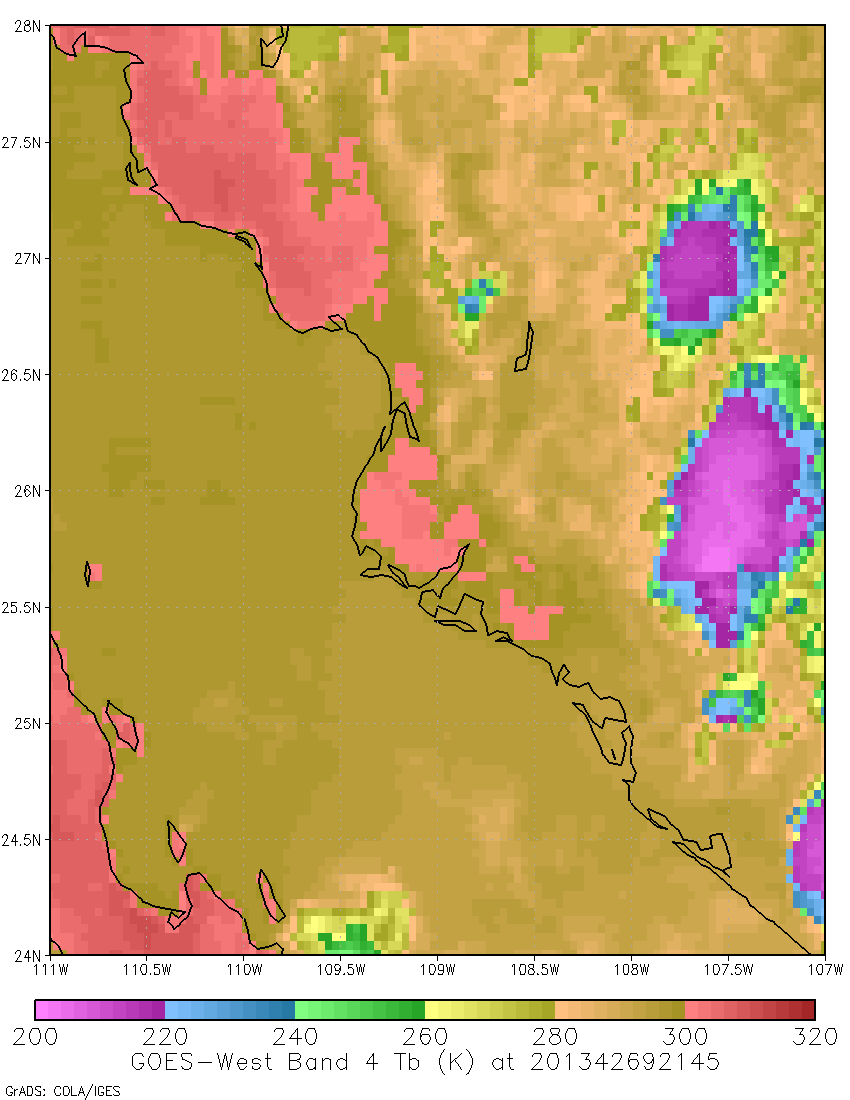 28N
27.5N
27N
26.5N
26N
25.5N
25N
24.5N
24N
111W 110.5W 110W 109.5W 109W 108.5W 108W 107.5W 107W
200 220 240 260 280 300 320
GOES-West Band 4 Tb (K) at 201342692145
GrADS: COLA/IGES